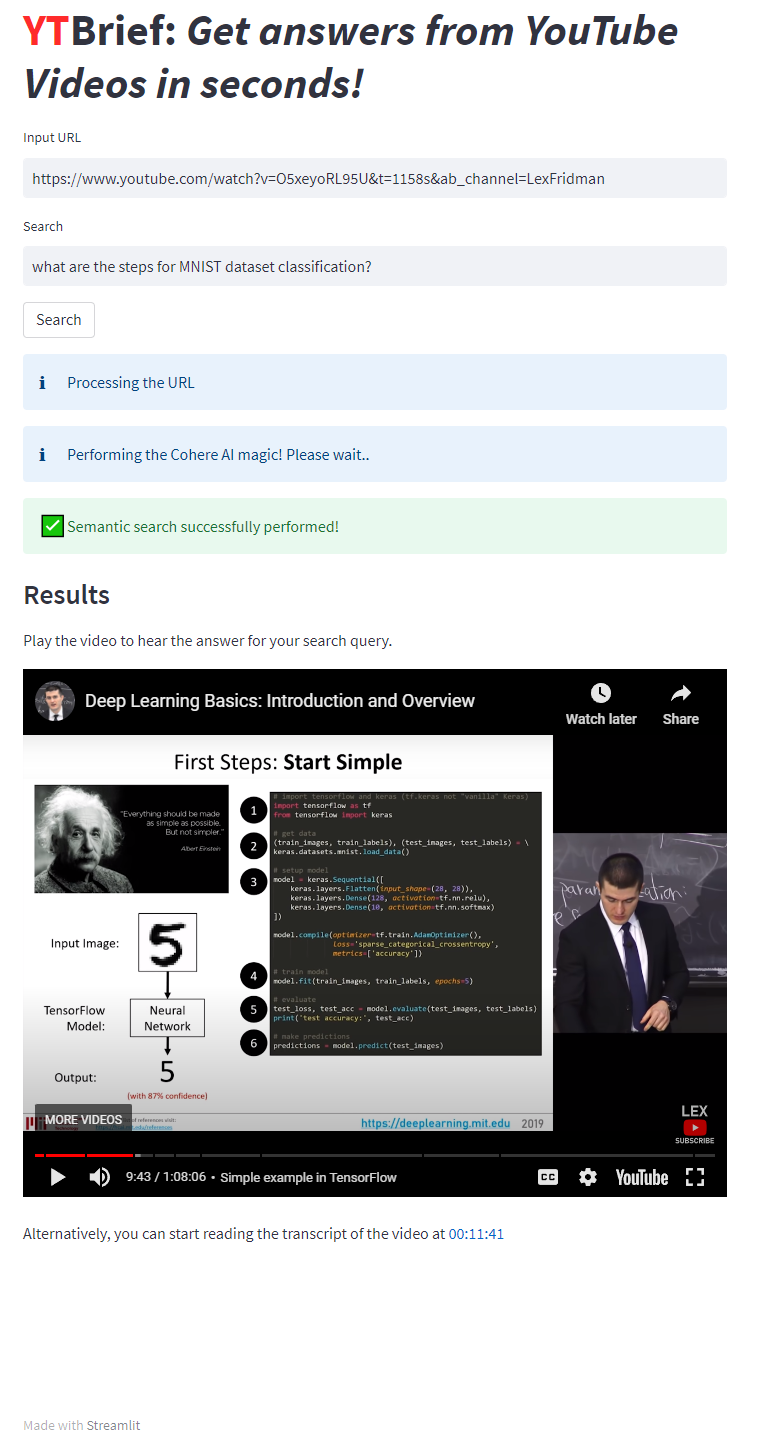 YTBrief: Get answers from YouTube
Videos in seconds!
Input URL
https://www.youtube.com/watch?v=O5xeyoRL95U&t=1158s&ab_channel=LexFridman
Search
what are the steps for MNIST dataset classification?
Search
Processing the URL
Performing the Cohere AI magic! Please wait..
Semantic search successfully performed!
Results
Play the video to hear the answer for your search query.
Deep Learning Basics: Introduction and Overview
Watch later
Share
First Steps: Start Simple
"Everything should be made
as simple as possible.
But not simpler."
Albert Einstein
1
# import tensorflow and keras (tf.keras not "vanilla" Keras)
import tensorflow as tf
from tensorflow import keras
2
# get data
(train_images, train_labels), (test_images, test_labels) = \
keras.datasets.mnist.load_data()
3
# setup model
model = keras.Sequential([
keras.layers.Flatten(input_shape=(28, 28)),
keras.layers.Dense(128, activation=tf.nn.relu),
keras.layers.Dense(10, activation=tf.nn.softmax)
])
model.compile(optimizer=tf.train.AdamOptimizer(),
loss='sparse_categorical_crossentropy',
metrics=['accuracy'])
4
# train model
model.fit(train_images, train_labels, epochs=5)
5
# evaluate
test_loss, test_acc = model.evaluate(test_images, test_labels)
print('test accuracy:', test_acc)
6
# make predictions
predictions = model.predict(test_images)
Input Image:
5
TensorFlow
Model:
Neural
Network
Output:
5
(with 87% confidence)
MORE VIDEOS
of references visit:
https://deeplearning.mit.edu 2019
LEX
SUBSCRIBE
9:43 / 1:08:06 • Simple example in TensorFlow
CC
YouTube
Alternatively, you can start reading the transcript of the video at 00:11:41
Made with Streamlit